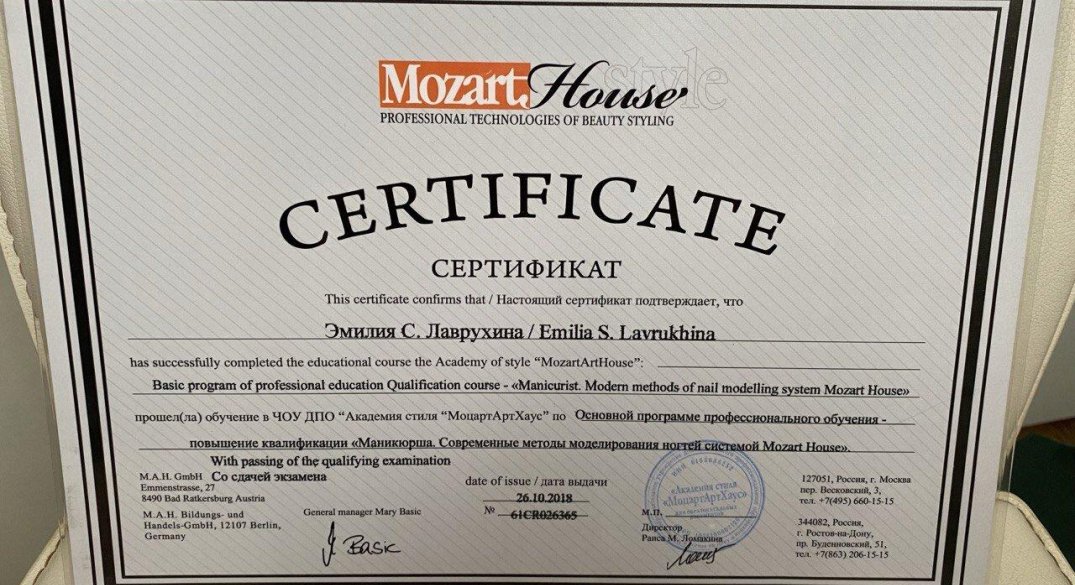 Mozart House style
PROFESSIONAL TECHNOLOGIES OF BEAUTY STYLING
CERTIFICATE
СЕРТИФИКАТ
This certificate confirms that / Настоящий сертификат подтверждает, что
Эмилия С. Лаврухина / Emilia S. Lavrukhina
has successfully completed the educational course the Academy of style “MozartArtHouse”:
Basic program of professional education Qualification course - «Manicurist. Modern methods of nail modelling system Mozart House»
прошел(ла) обучение в ЧОУ ДПО “Академия стиля “МоцартАртХаус” по Основной программе профессионального обучения -
повышение квалификации «Маникюрша. Современные методы моделирования ногтей системой Mozart House».
With passing of the qualifying examination
Со сдачей экзамена
M.A.H. GmbH
Emmenstrasse, 27
8490 Bad Ratkersburg Austria
M.A.H. Bildungs- und
Handels-GmbH, 12107 Berlin,
Germany
General manager Mary Basic
Basic
date of issue / дата выдачи
26.10.2018
№ 61CR026365
«Академия стиля
«МоцартАртХаус»
М.П.
Директор
Раиса М. Ломакина
127051, Россия, г. Москва
пер. Весковский, 3,
тел. +7(495) 660-15-15
344082, Россия,
г. Ростов-на-Дону,
пр. Буденновский, 51,
тел. +7(863) 206-15-15